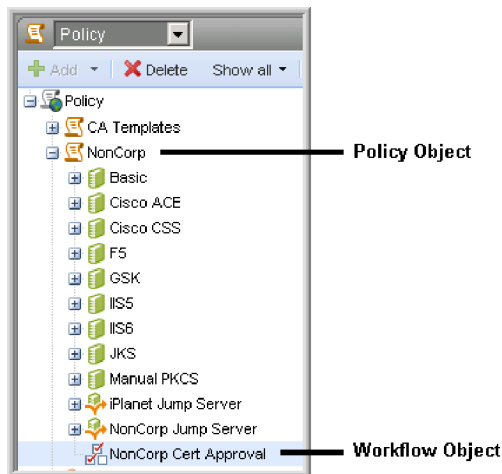 Policy
Add Delete Show all
Policy
CA Templates
NonCorp Policy Object
Basic
Cisco ACE
Cisco CSS
F5
GSK
IIS5
IIS6
JKS
Manual PKCS
iPlanet Jump Server
NonCorp Jump Server
NonCorp Cert Approval Workflow Object